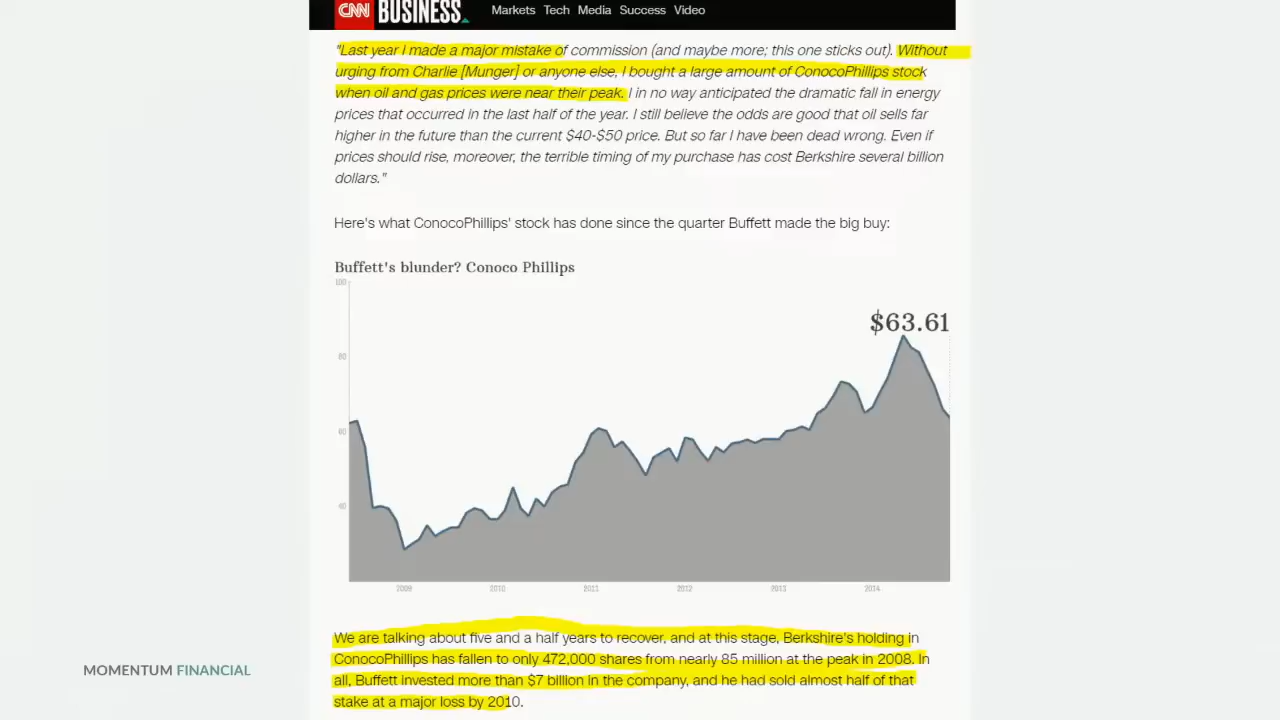 CNN BUSINESS Markets Tech Media Success Video
"Last year I made a major mistake of commission (and maybe more; this one sticks out). Without
urging from Charlie [Munger] or anyone else, I bought a large amount of ConocoPhillips stock
when oil and gas prices were near their peak. I in no way anticipated the dramatic fall in energy
prices that occurred in the last half of the year. I still believe the odds are good that oil sells far
higher in the future than the current $40-$50 price. But so far I have been dead wrong. Even if
prices should rise, moreover, the terrible timing of my purchase has cost Berkshire several billion
dollars."
Here's what ConocoPhillips' stock has done since the quarter Buffett made the big buy:
Buffett's blunder? Conoco Phillips
100
$63.61
80
60
40
2009 2010 2011 2012 2013 2014
We are talking about five and a half years to recover, and at this stage, Berkshire's holding in
ConocoPhillips has fallen to only 472,000 shares from nearly 85 million at the peak in 2008. In
all, Buffett invested more than $7 billion in the company, and he had sold almost half of that
stake at a major loss by 2010.
MOMENTUM FINANCIAL